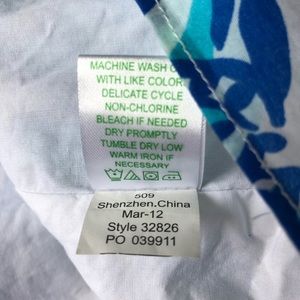 MACHINE WASH
WITH LIKE COLOR
DELICATE CYCLE
NON-CHLORINE
BLEACH IF NEEDED
DRY PROMPTLY
TUMBLE DRY LOW
WARM IRON IF
NECESSARY
509
Shenzhen.China
Mar-12
Style 32826
PO 039911